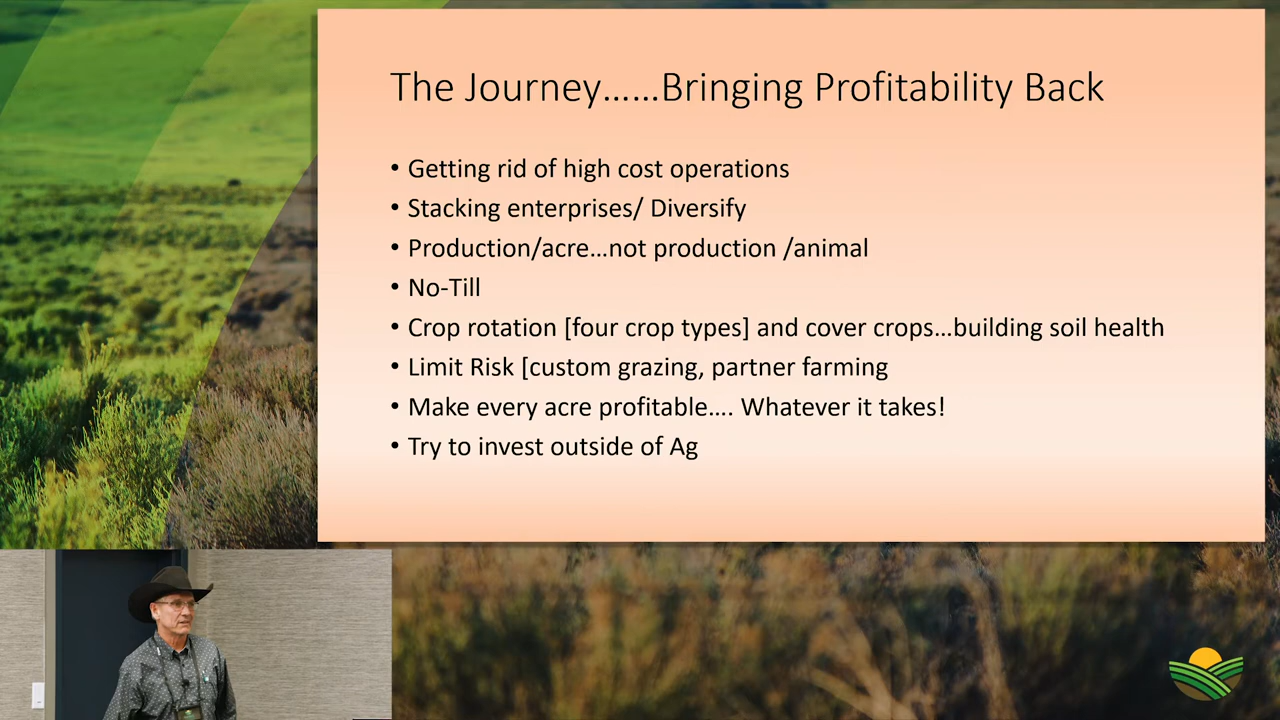 The Journey......Bringing Profitability Back
• Getting rid of high cost operations
• Stacking enterprises/ Diversify
• Production/acre...not production /animal
• No-Till
• Crop rotation [four crop types] and cover crops...building soil health
• Limit Risk [custom grazing, partner farming
• Make every acre profitable.... Whatever it takes!
• Try to invest outside of Ag